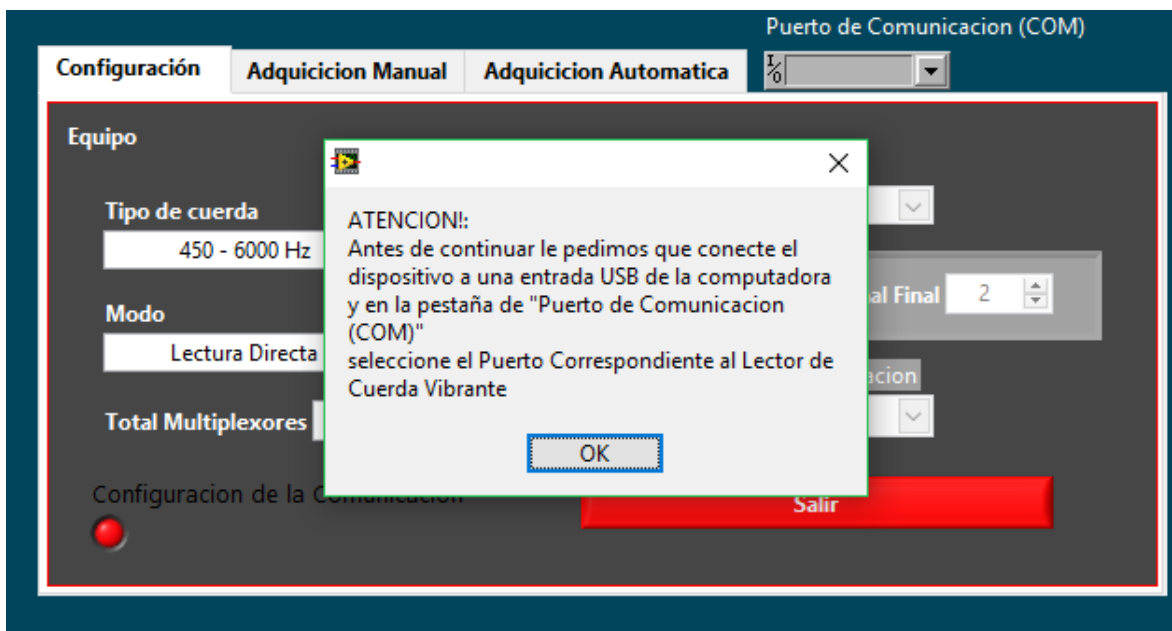 Puerto de Comunicacion (COM)
Configuración
Adquicicion Manual
Adquicicion Automatica
I/O
Equipo
Tipo de cuerda
450 - 6000 Hz
ATENCION!:
Antes de continuar le pedimos que conecte el
dispositivo a una entrada USB de la computadora
y en la pestaña de "Puerto de Comunicacion
(COM)"
seleccione el Puerto Correspondiente al Lector de
Cuerda Vibrante
OK
Modo
Lectura Directa
Final
2
Total Multiplexores
Configuracion de la
Salir